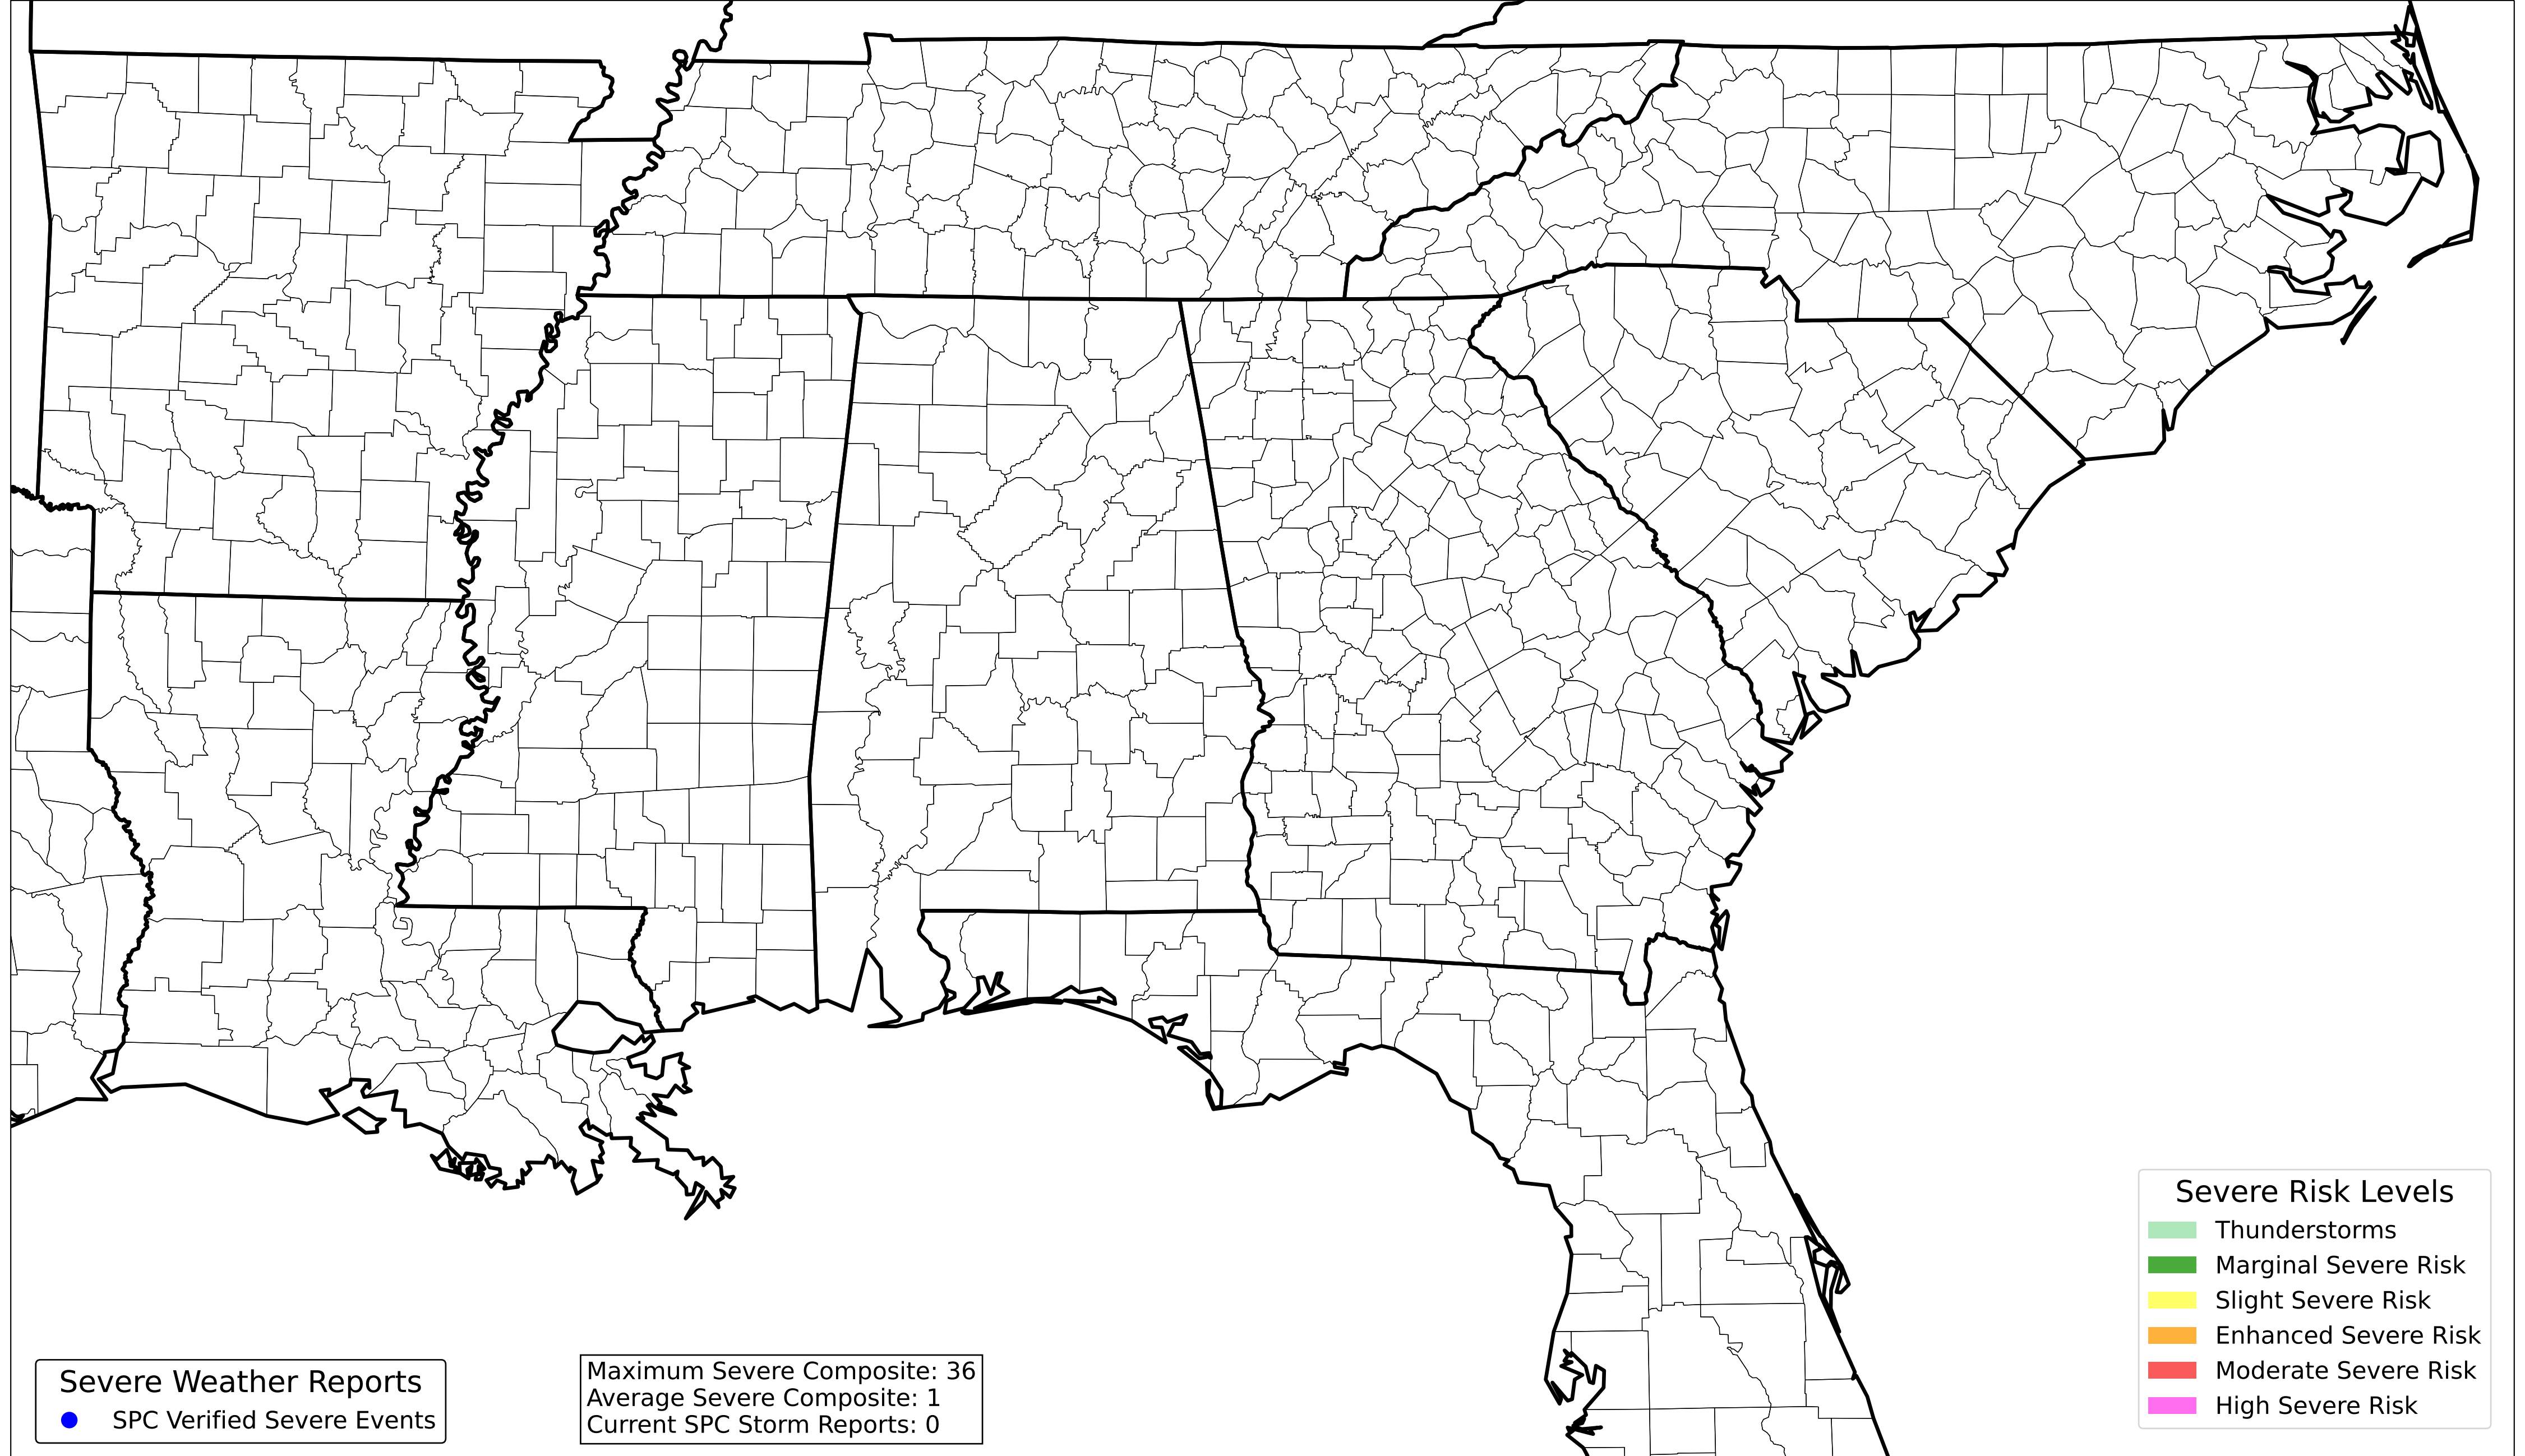 Severe Weather Reports
SPC Verified Severe Events
Maximum Severe Composite: 36
Average Severe Composite: 1
Current SPC Storm Reports: 0
Severe Risk Levels
Thunderstorms
Marginal Severe Risk
Slight Severe Risk
Enhanced Severe Risk
Moderate Severe Risk
High Severe Risk